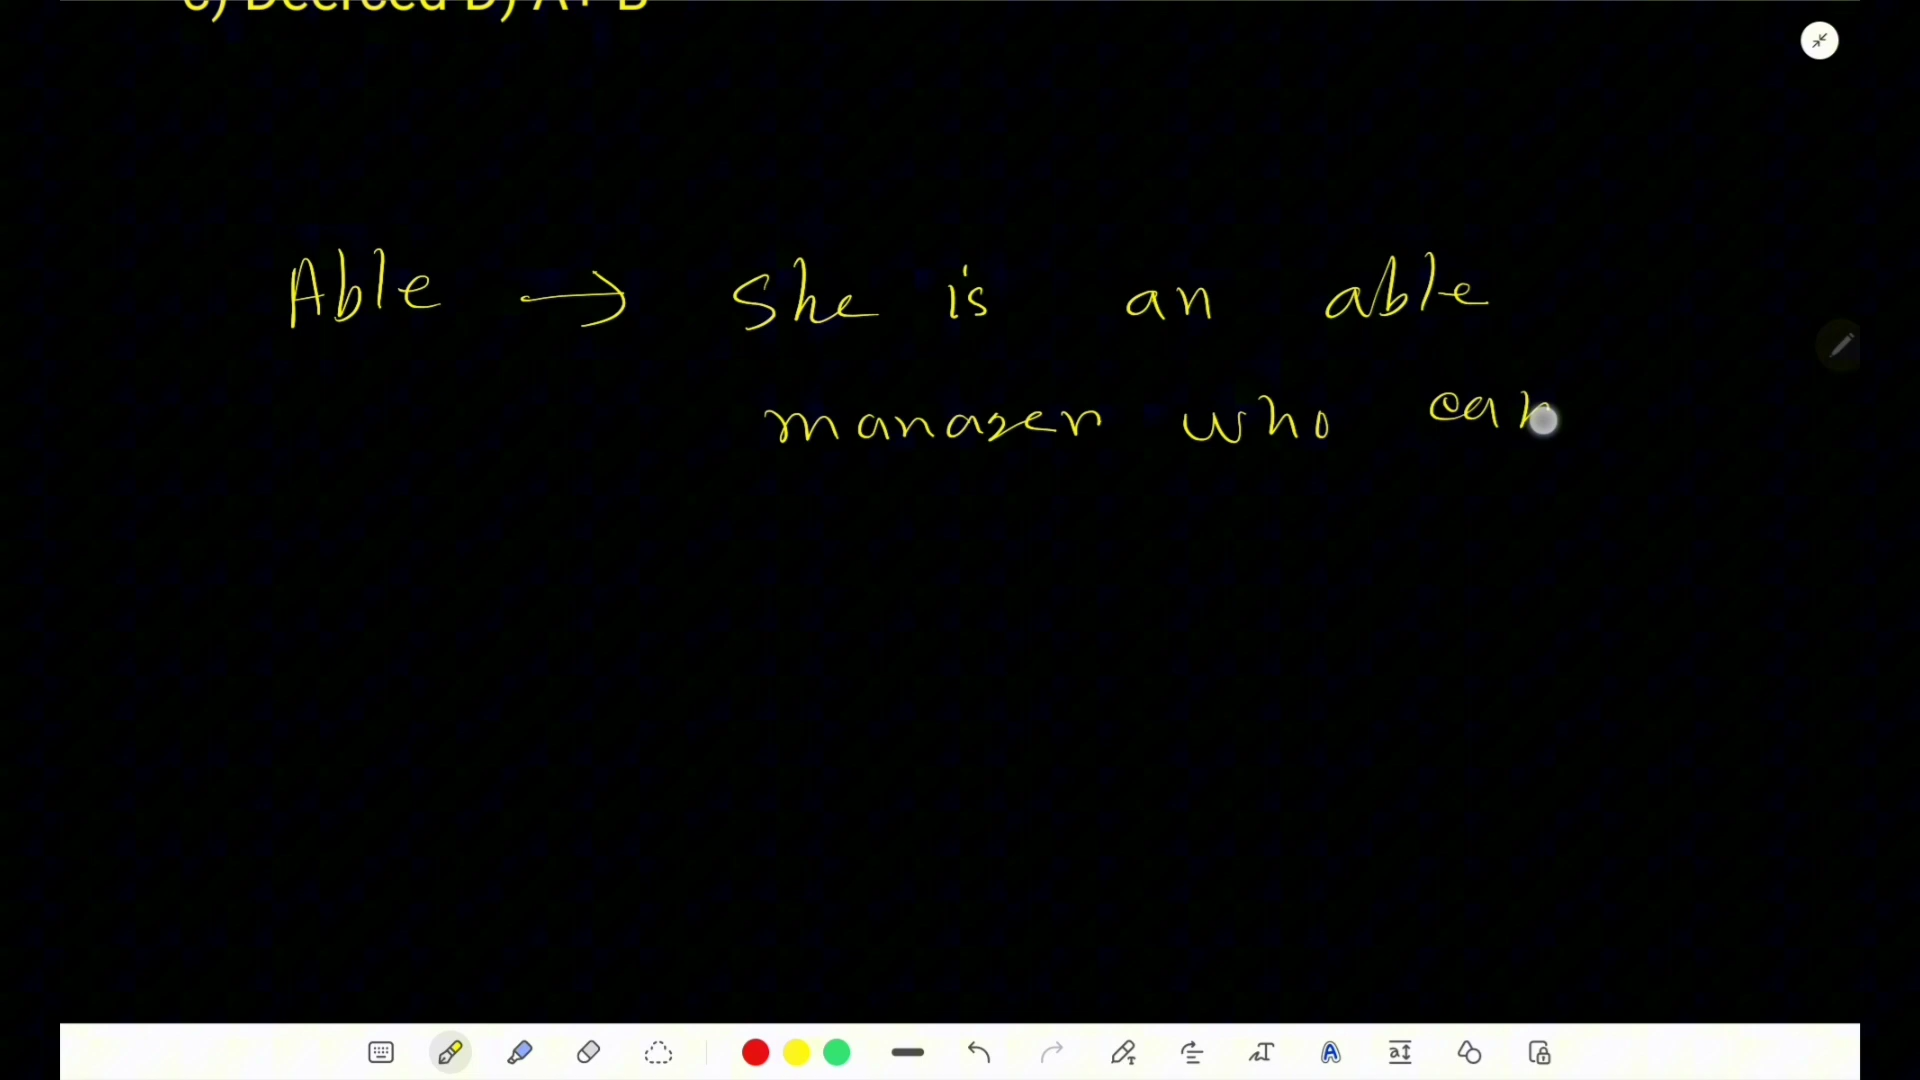 Able → She is an able
manager who can